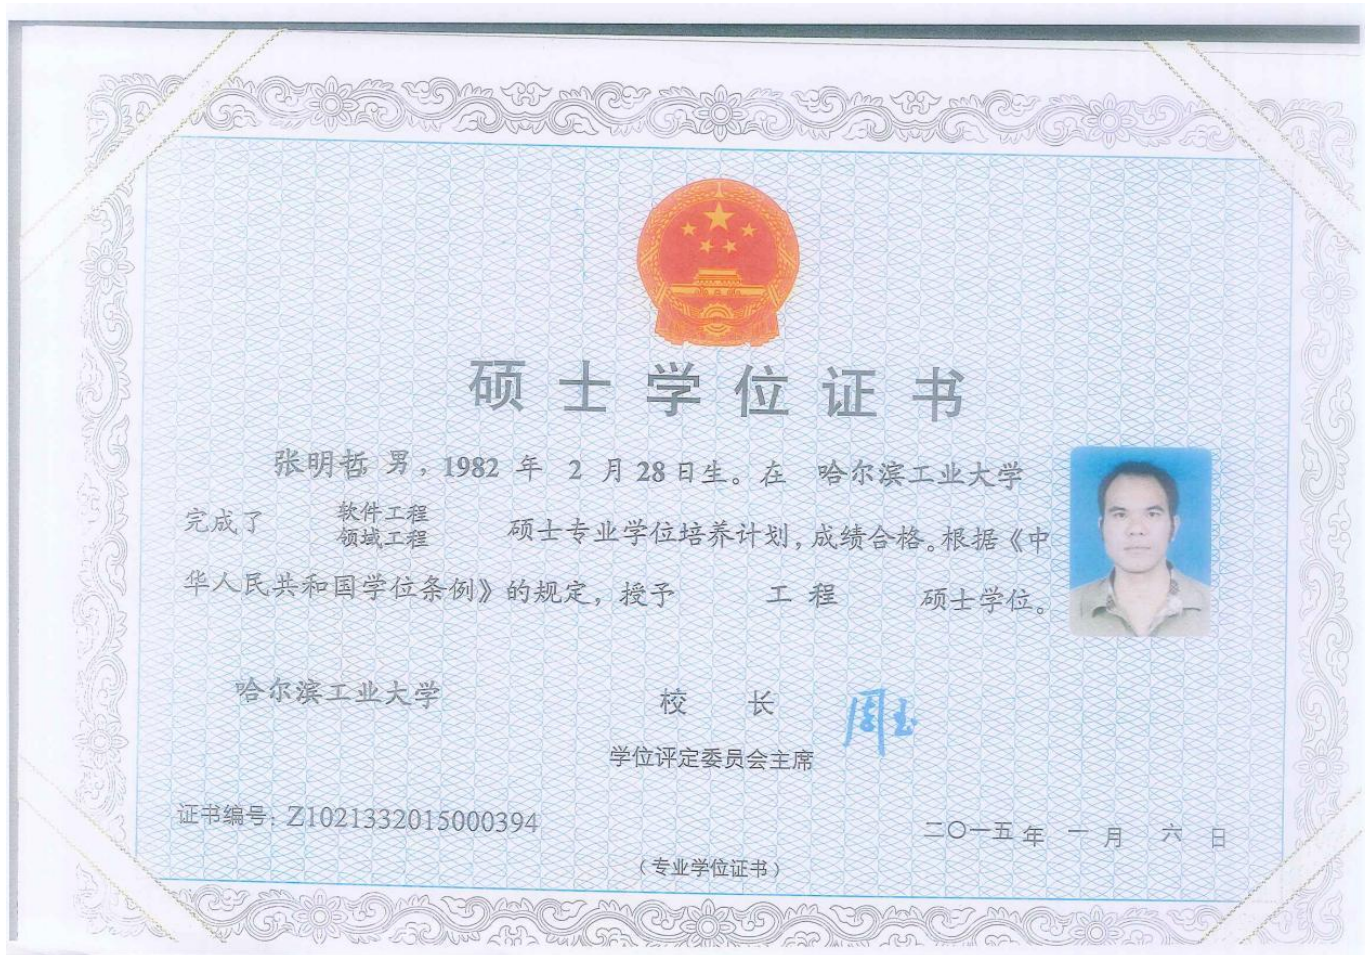 硕士学位证书
张明哲 男，1982 年 2 月 28 日生。在 哈尔滨工业大学
完成了 软件工程 领域工程 硕士专业学位培养计划，成绩合格。根据《中
华人民共和国学位条例》的规定，授予 工 程 硕士学位。
哈尔滨工业大学 校 长 周玉
学位评定委员会主席
证书编号：Z1021332015000394
二〇一五 年 一 月 六 日
（专业学位证书）